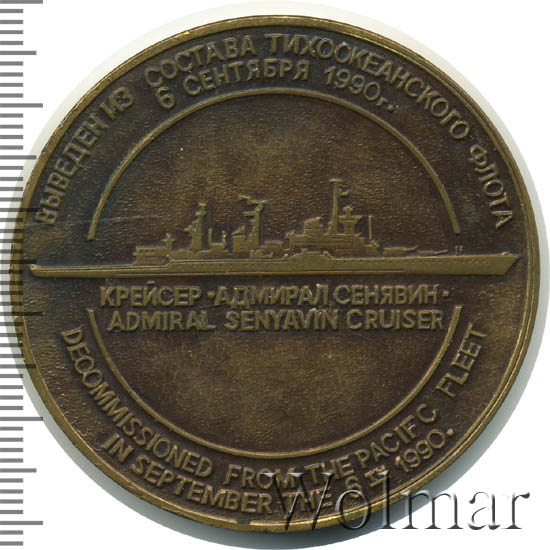 ВЫВЕДЕН ИЗ СОСТАВА ТИХООКЕАНСКОГО ФЛОТА
6 СЕНТЯБРЯ 1990г.
КРЕЙСЕР·АДМИРАЛ СЕНЯВИН·
ADMIRAL SENYAVIN CRUISER
DECOMMISSIONED FROM THE PACIFC FLEET
IN SEPTEMBER THE 6 1990.
Wolmar